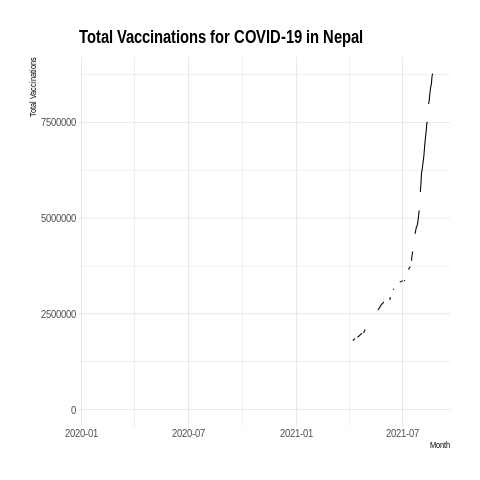 Total Vaccinations for COVID-19 in Nepal
Total Vaccinations
7500000
5000000
2500000
0
2020-01 2020-07 2021-01 2021-07
Month